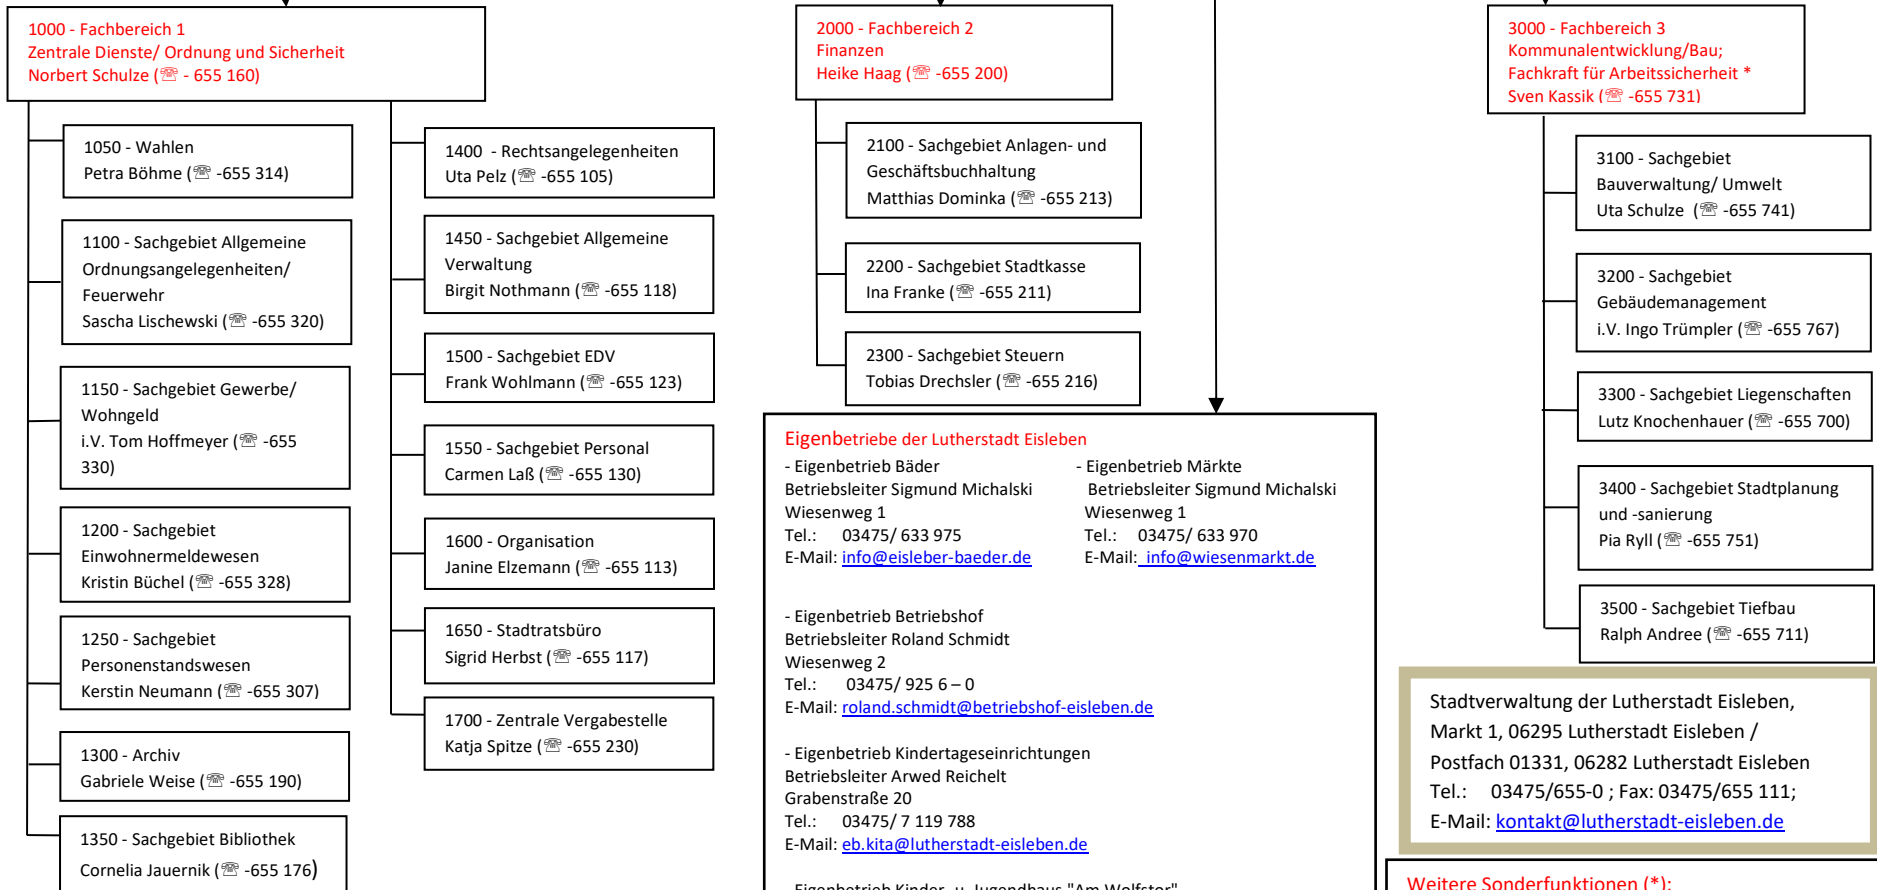 1000 - Fachbereich 1
Zentrale Dienste/ Ordnung und Sicherheit
Norbert Schulze (☏ - 655 160)
1050 - Wahlen
Petra Böhme (☏ -655 314)
1100 - Sachgebiet Allgemeine
Ordnungsangelegenheiten/
Feuerwehr
Sascha Lischewski (☏ -655 320)
1150 - Sachgebiet Gewerbe/
Wohngeld
i.V. Tom Hoffmeyer (☏ -655
330)
1200 - Sachgebiet
Einwohnermeldewesen
Kristin Büchel (☏ -655 328)
1250 - Sachgebiet
Personenstandswesen
Kerstin Neumann (☏ -655 307)
1300 - Archiv
Gabriele Weise (☏ -655 190)
1350 - Sachgebiet Bibliothek
Cornelia Jauernik (☏ -655 176)
1400 - Rechtsangelegenheiten
Uta Pelz (☏ -655 105)
1450 - Sachgebiet Allgemeine
Verwaltung
Birgit Nothmann (☏ -655 118)
1500 - Sachgebiet EDV
Frank Wohlmann (☏ -655 123)
1550 - Sachgebiet Personal
Carmen Laß (☏ -655 130)
1600 - Organisation
Janine Elzemann (☏ -655 113)
1650 - Stadtratsbüro
Sigrid Herbst (☏ -655 117)
1700 - Zentrale Vergabestelle
Katja Spitze (☏ -655 230)
2000 - Fachbereich 2
Finanzen
Heike Haag (☏ -655 200)
2100 - Sachgebiet Anlagen- und
Geschäftsbuchhaltung
Matthias Dominka (☏ -655 213)
2200 - Sachgebiet Stadtkasse
Ina Franke (☏ -655 211)
2300 - Sachgebiet Steuern
Tobias Drechsler (☏ -655 216)
Eigenbetriebe der Lutherstadt Eisleben
- Eigenbetrieb Bäder
Betriebsleiter Sigmund Michalski
Wiesenweg 1
Tel.: 03475/ 633 975
E-Mail: info@eisleber-baeder.de
- Eigenbetrieb Märkte
Betriebsleiter Sigmund Michalski
Wiesenweg 1
Tel.: 03475/ 633 970
E-Mail: info@wiesenmarkt.de
- Eigenbetrieb Betriebshof
Betriebsleiter Roland Schmidt
Wiesenweg 2
Tel.: 03475/ 925 6 – 0
E-Mail: roland.schmidt@betriebshof-eisleben.de
- Eigenbetrieb Kindertageseinrichtungen
Betriebsleiter Arwed Reichelt
Grabenstraße 20
Tel.: 03475/ 7 119 788
E-Mail: eb.kita@lutherstadt-eisleben.de
- Eigenbetrieb Kinder- u. Jugendhaus "Am Wolfstor"
3000 - Fachbereich 3
Kommunalentwicklung/Bau;
Fachkraft für Arbeitssicherheit *
Sven Kassik (☏ -655 731)
3100 - Sachgebiet
Bauverwaltung/ Umwelt
Uta Schulze (☏ -655 741)
3200 - Sachgebiet
Gebäudemanagement
i.V. Ingo Trümpler (☏ -655 767)
3300 - Sachgebiet Liegenschaften
Lutz Knochenhauer (☏ -655 700)
3400 - Sachgebiet Stadtplanung
und -sanierung
Pia Ryll (☏ -655 751)
3500 - Sachgebiet Tiefbau
Ralph Andree (☏ -655 711)
Stadtverwaltung der Lutherstadt Eisleben,
Markt 1, 06295 Lutherstadt Eisleben /
Postfach 01331, 06282 Lutherstadt Eisleben
Tel.: 03475/655-0 ; Fax: 03475/655 111;
E-Mail: kontakt@lutherstadt-eisleben.de
Weitere Sonderfunktionen (*):